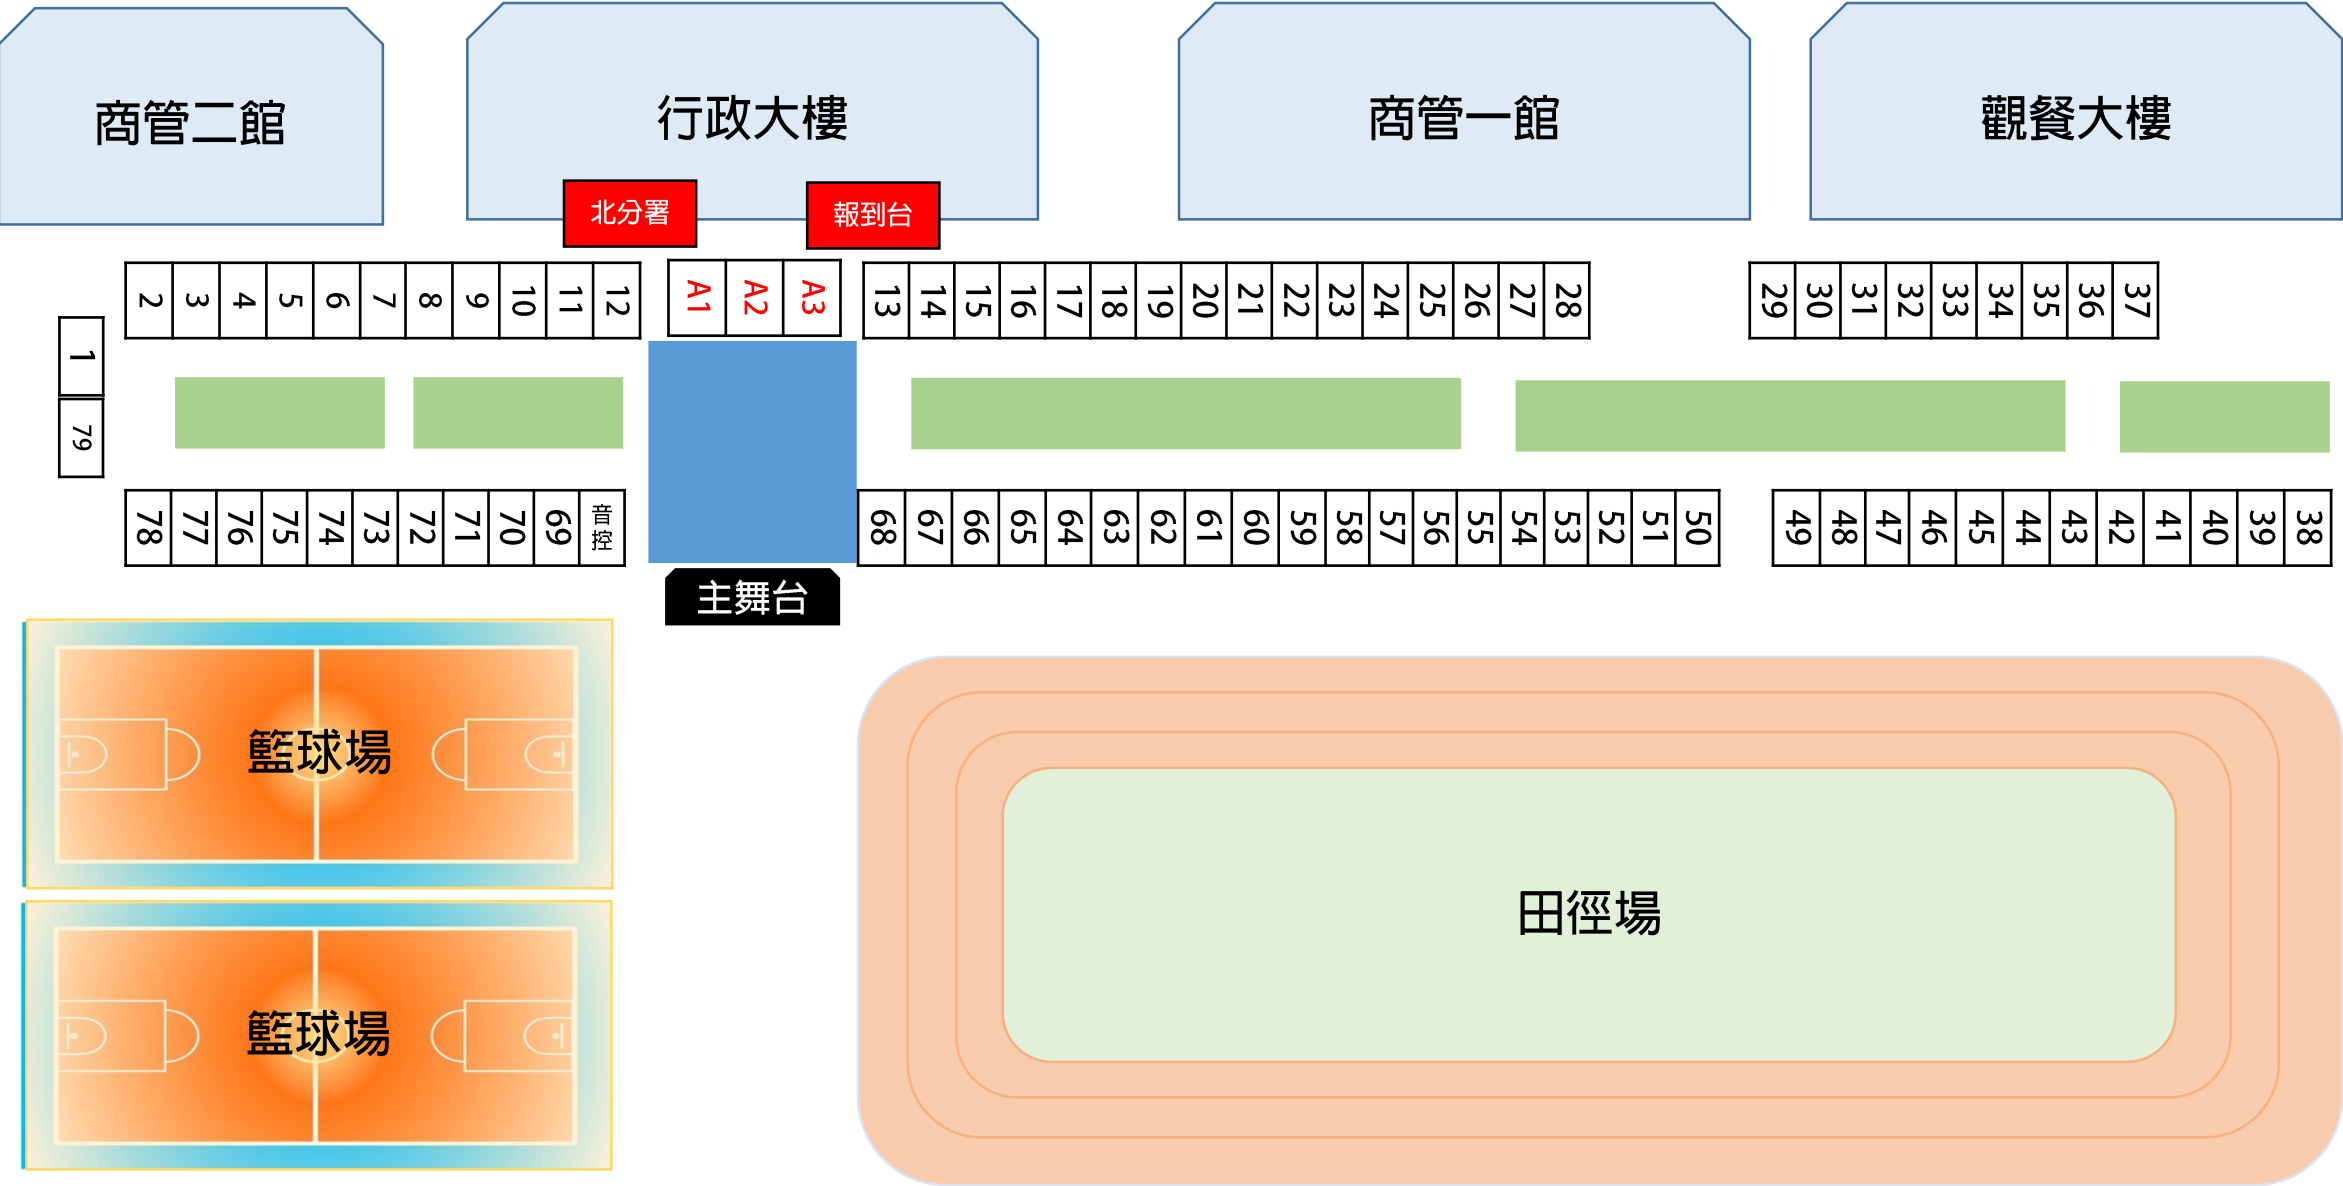 商管二館
行政大樓
商管一館
觀餐大樓
北分署
報到台
2 3 4 5 6 7 8 9 10 11 12
A1 A2 A3
13 14 15 16 17 18 19 20 21 22 23 24 25 26 27 28
29 30 31 32 33 34 35 36 37
1
79
78 77 76 75 74 73 72 71 70 69 音控
68 67 66 65 64 63 62 61 60 59 58 57 56 55 54 53 52 51 50
49 48 47 46 45 44 43 42 41 40 39 38
主舞台
籃球場
田徑場
籃球場